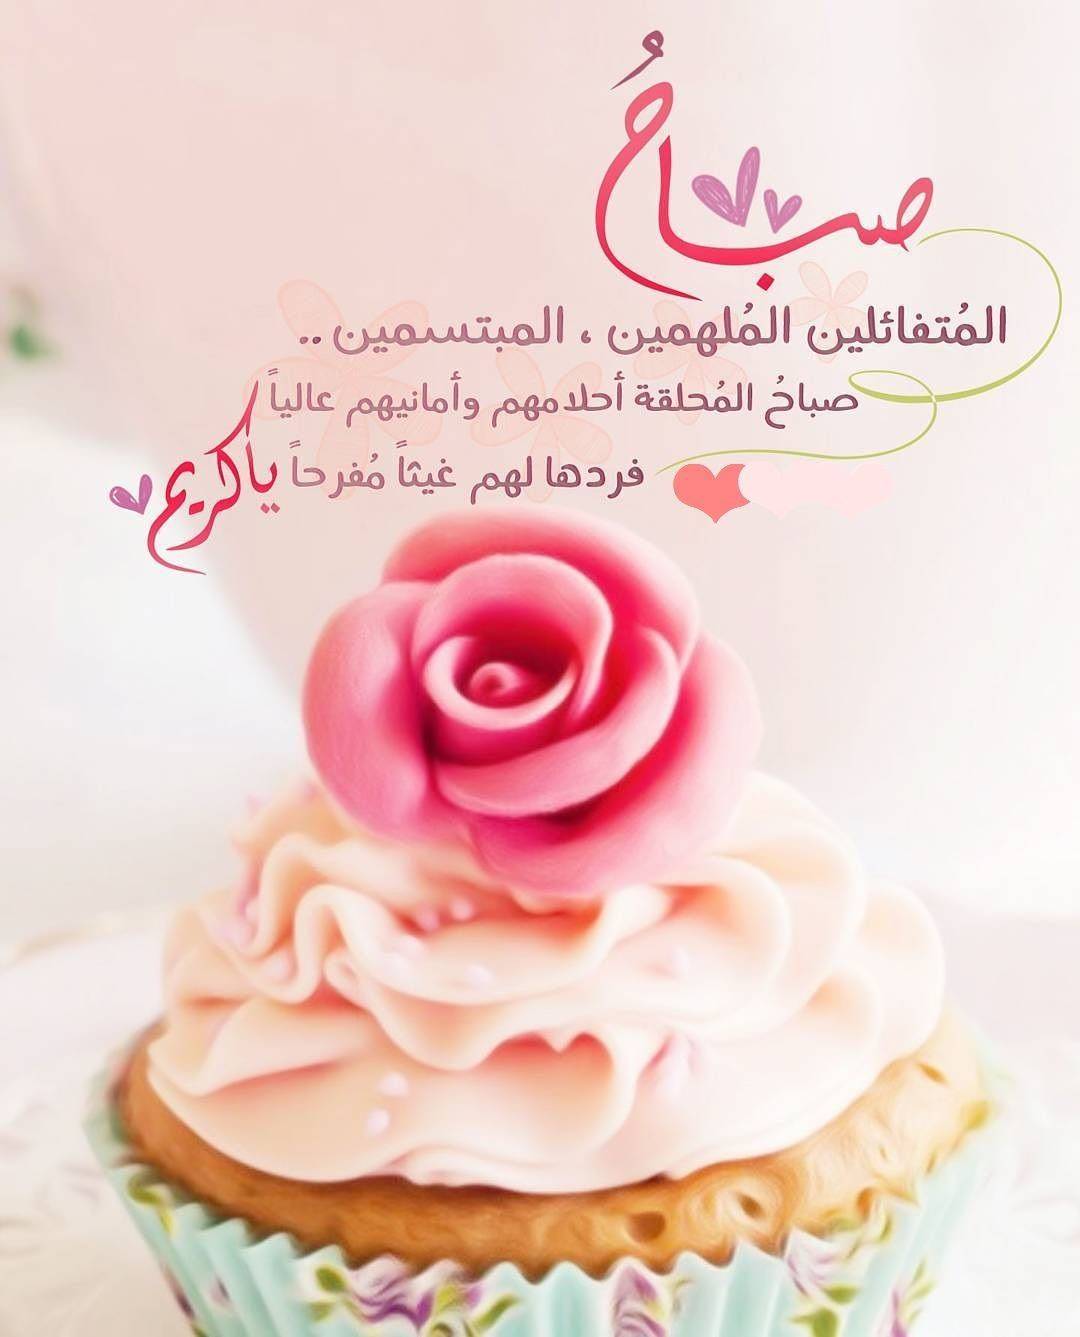 صباحُ
المُتفائلين المُلهمين ، المبتسمين ..
صباحُ المُحلقة أحلامهم وأمانيهم عالياً
فردها لهم غيثاً مُفرحاً ياكريم